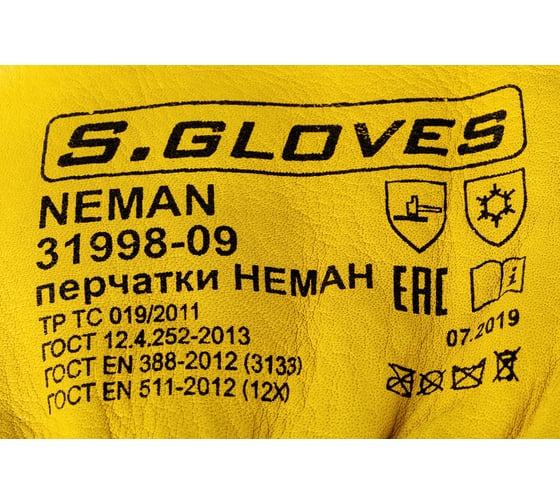 S.GLOVES
NEMAN
31998-09
перчатки НЕМАН
ТР ТС 019/2011
ГОСТ 12.4.252-2013
ГОСТ EN 388-2012 (3133)
ГОСТ EN 511-2012 (12X)
EAC
i
07.2019